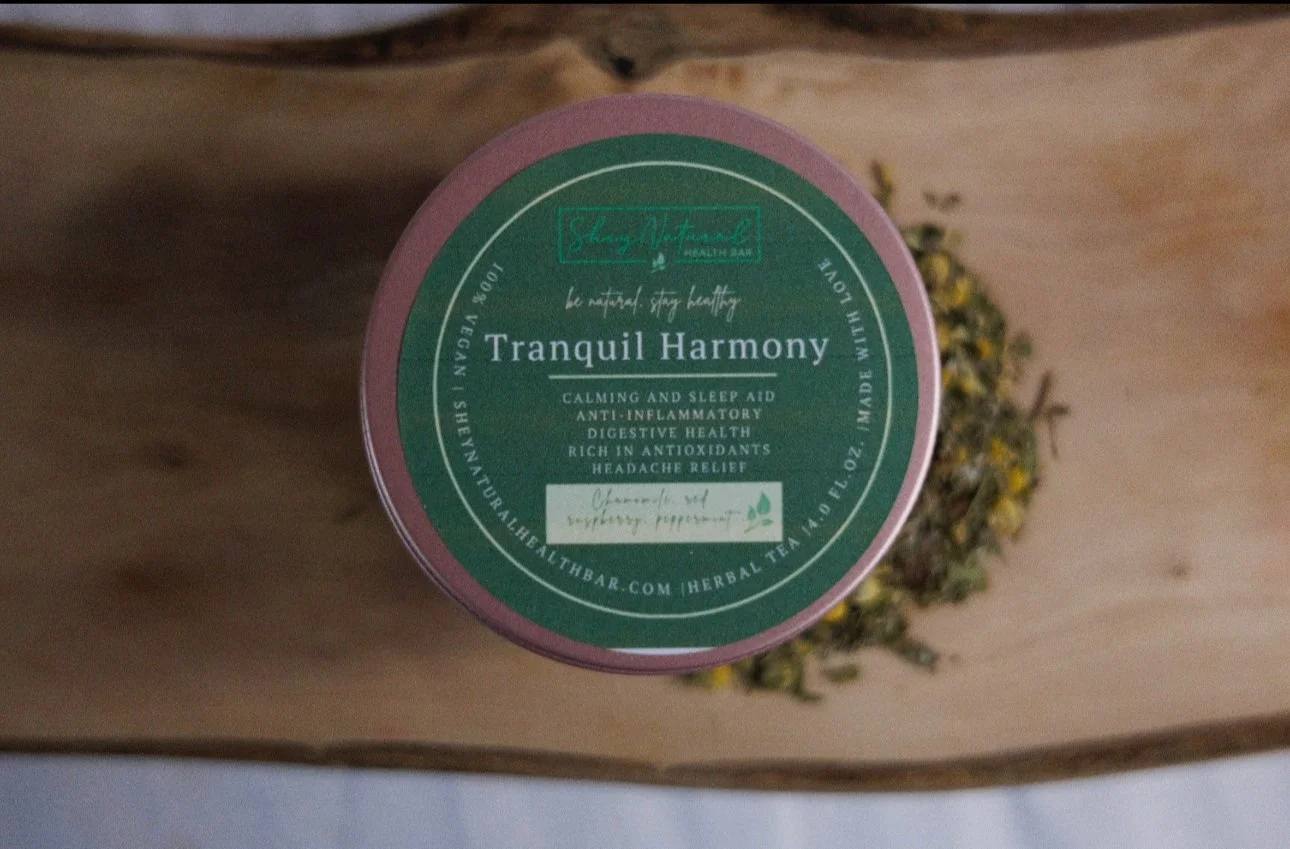 SheyNatural
HEALTH BAR
be natural. stay healthy
Tranquil Harmony
CALMING AND SLEEP AID
ANTI-INFLAMMATORY
DIGESTIVE HEALTH
RICH IN ANTIOXIDANTS
HEADACHE RELIEF
Chamomile, red
raspberry, peppermint
100% VEGAN | SHEYNATURALHEALTHBAR.COM |HERBAL TEA |4.0 FL.OZ. |MADE WITH LOVE